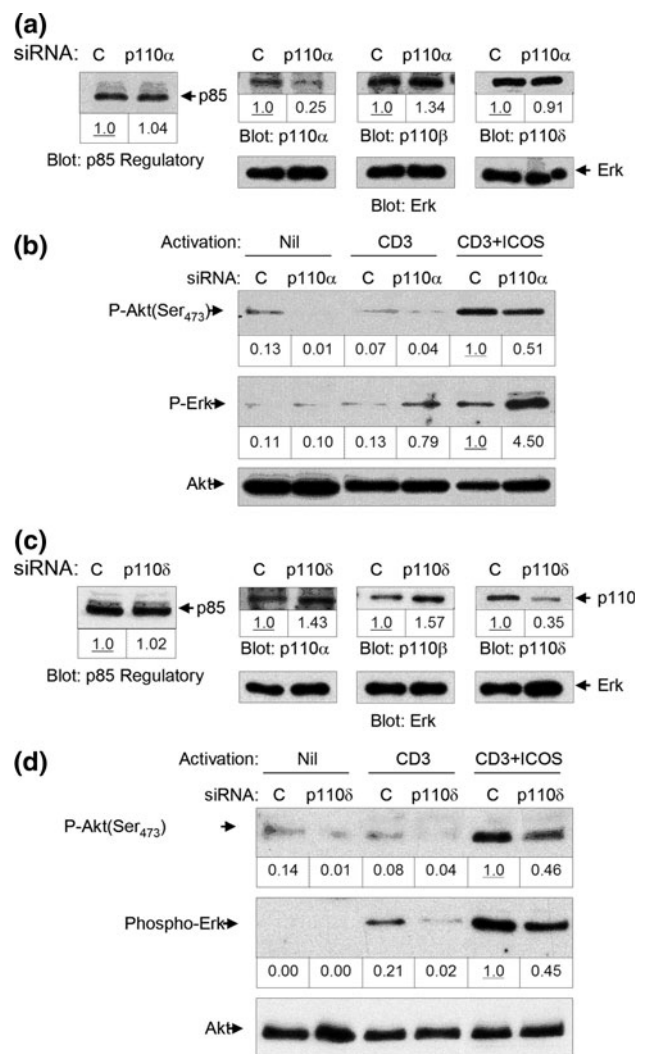 (a)
siRNA: C p110α C p110α C p110α C p110α
p85
1.0 1.04 1.0 0.25 1.0 1.34 1.0 0.91
Blot: p85 Regulatory Blot: p110α Blot: p110β Blot: p110δ
Erk
Blot: Erk
(b)
Activation: Nil CD3 CD3+ICOS
siRNA: C p110α C p110α C p110α
P-Akt(Ser473)
0.13 0.01 0.07 0.04 1.0 0.51
P-Erk
0.11 0.10 0.13 0.79 1.0 4.50
Akt
(c)
siRNA: C p110δ C p110δ C p110δ C p110δ
p85 p110
1.0 1.02 1.0 1.43 1.0 1.57 1.0 0.35
Blot: p85 Regulatory Blot: p110α Blot: p110β Blot: p110δ
Erk
Blot: Erk
(d)
Activation: Nil CD3 CD3+ICOS
siRNA: C p110δ C p110δ C p110δ
P-Akt(Ser473)
0.14 0.01 0.08 0.04 1.0 0.46
Phospho-Erk
0.00 0.00 0.21 0.02 1.0 0.45
Akt